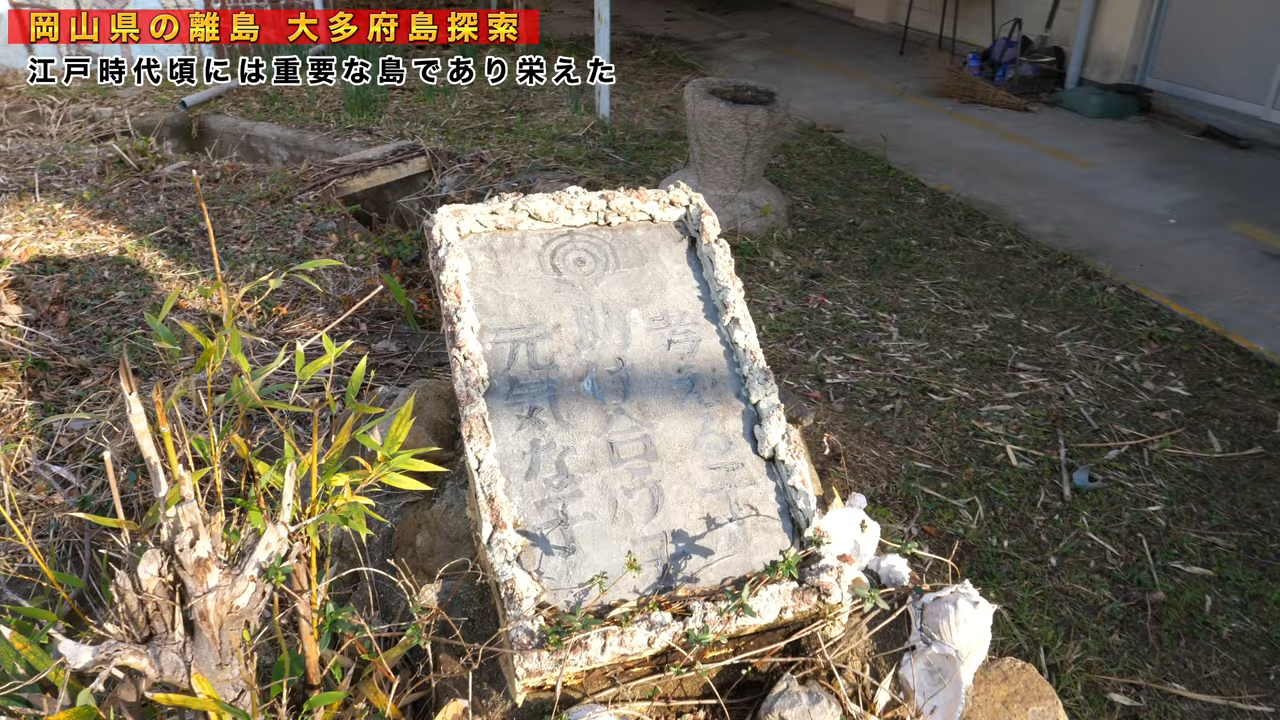 岡山県の離島 大多府島探索
江戸時代頃には重要な島であり栄えた
考える子
助け合う子
元気な子